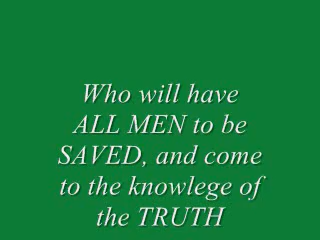 Who will have
ALL MEN to be
SAVED, and come
to the knowlege of
the TRUTH